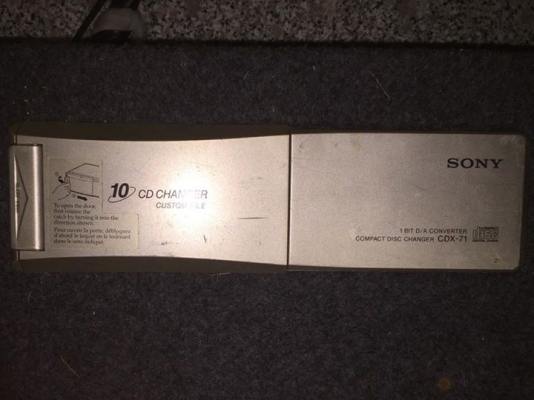 SONY
10 CD CHANGER
CUSTOM FILE
To open the door,
first release the
catch by turning it into the
direction shown.
Pour ouvrir la porte, débloquez
d'abord le loquet en le tournant
dans le sens indiqué.
1 BIT D/A CONVERTER
COMPACT DISC CHANGER CDX-71